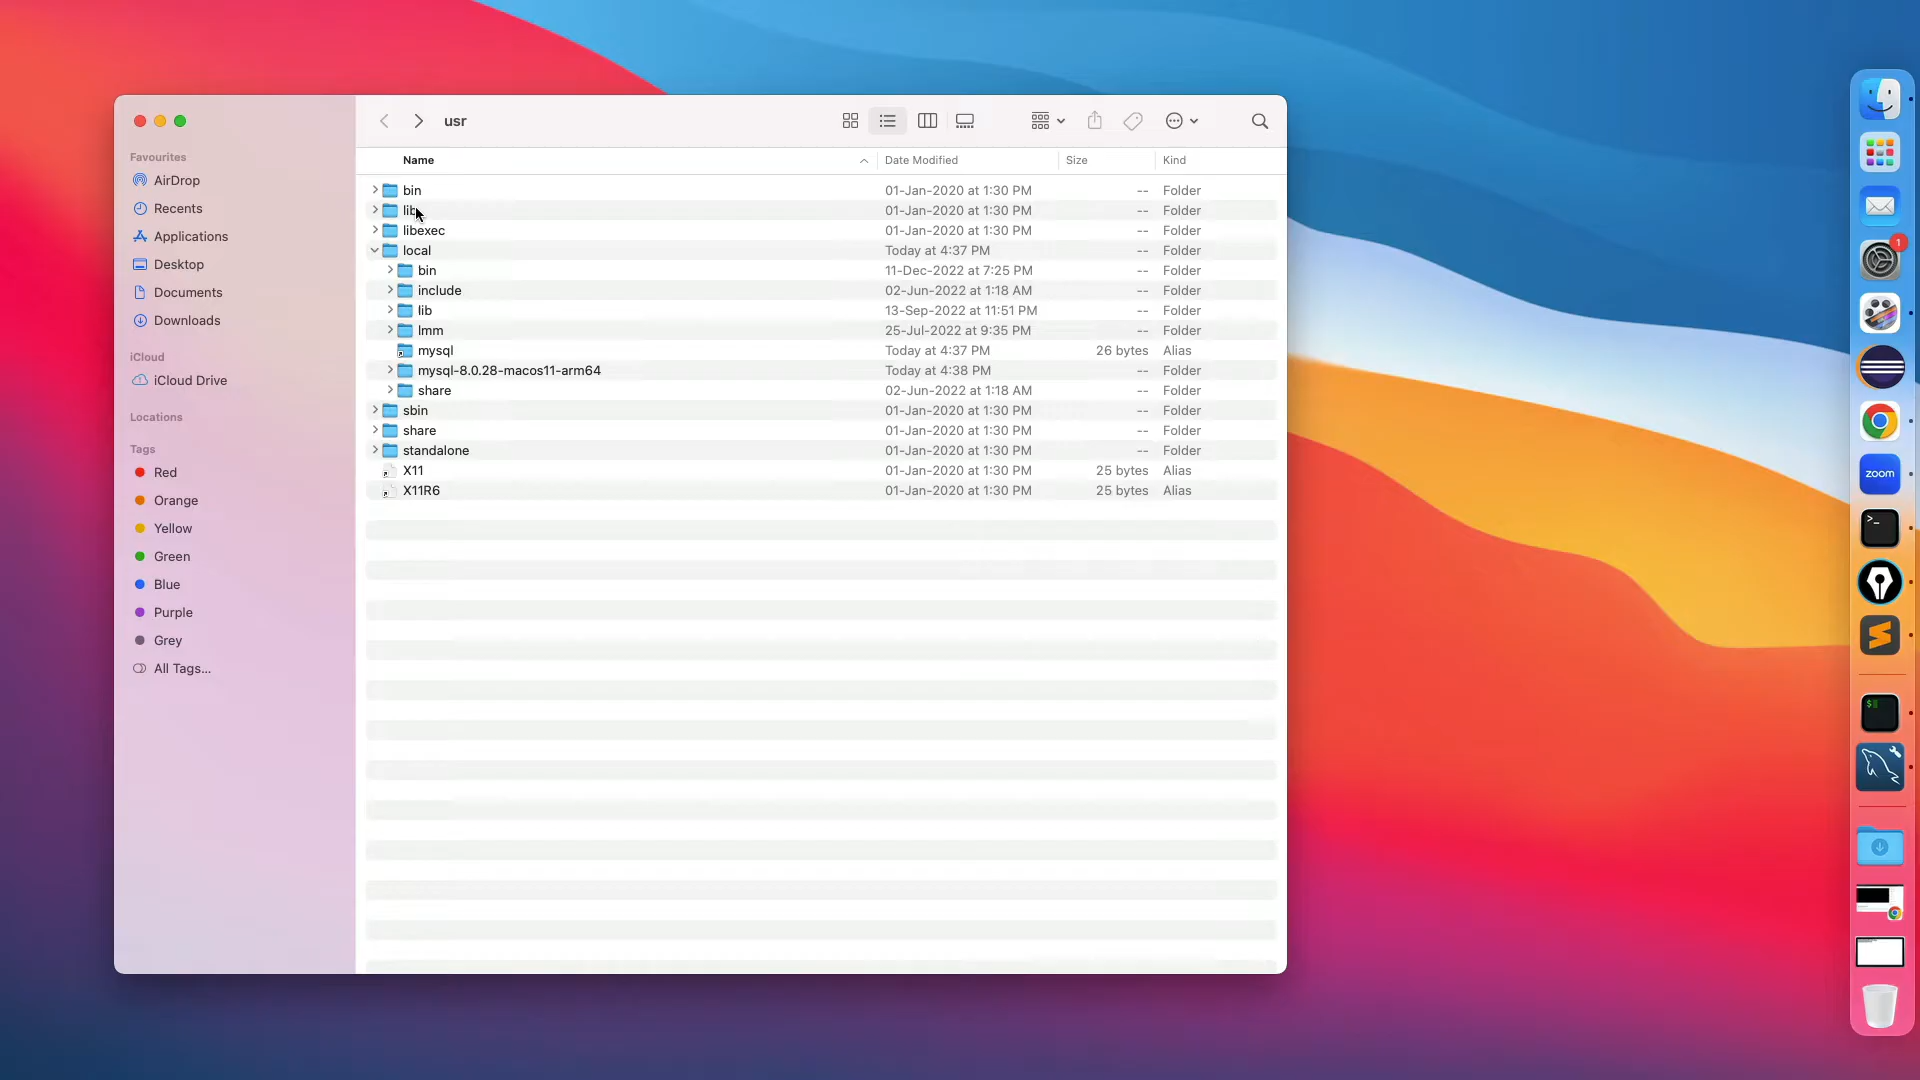 usr
Favourites
AirDrop
Recents
Applications
Desktop
Documents
Downloads
iCloud
iCloud Drive
Locations
Tags
Red
Orange
Yellow
Green
Blue
Purple
Grey
All Tags...
Name Date Modified Size Kind
bin 01-Jan-2020 at 1:30 PM -- Folder
lib 01-Jan-2020 at 1:30 PM -- Folder
libexec 01-Jan-2020 at 1:30 PM -- Folder
local Today at 4:37 PM -- Folder
bin 11-Dec-2022 at 7:25 PM -- Folder
include 02-Jun-2022 at 1:18 AM -- Folder
lib 13-Sep-2022 at 11:51 PM -- Folder
lmm 25-Jul-2022 at 9:35 PM -- Folder
mysql Today at 4:37 PM 26 bytes Alias
mysql-8.0.28-macos11-arm64 Today at 4:38 PM -- Folder
share 02-Jun-2022 at 1:18 AM -- Folder
sbin 01-Jan-2020 at 1:30 PM -- Folder
share 01-Jan-2020 at 1:30 PM -- Folder
standalone 01-Jan-2020 at 1:30 PM -- Folder
X11 01-Jan-2020 at 1:30 PM 25 bytes Alias
X11R6 01-Jan-2020 at 1:30 PM 25 bytes Alias
1
zoom
>_
$